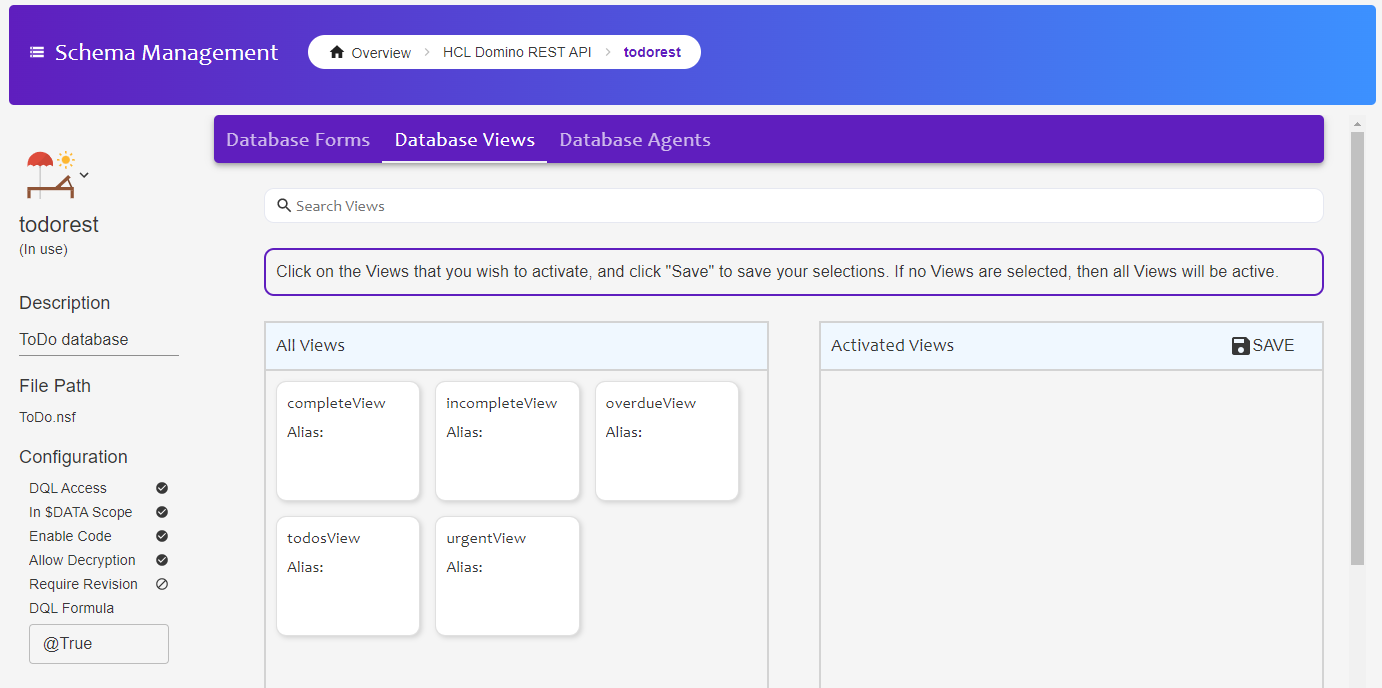 Schema Management
Overview > HCL Domino REST API > todorest
Database Forms Database Views Database Agents
todorest
(In use)
Description
ToDo database
File Path
ToDo.nsf
Configuration
DQL Access
In $DATA Scope
Enable Code
Allow Decryption
Require Revision
DQL Formula
@True
Search Views
Click on the Views that you wish to activate, and click "Save" to save your selections. If no Views are selected, then all Views will be active.
All Views
completeView
Alias:
incompleteView
Alias:
overdueView
Alias:
todosView
Alias:
urgentView
Alias:
Activated Views
SAVE